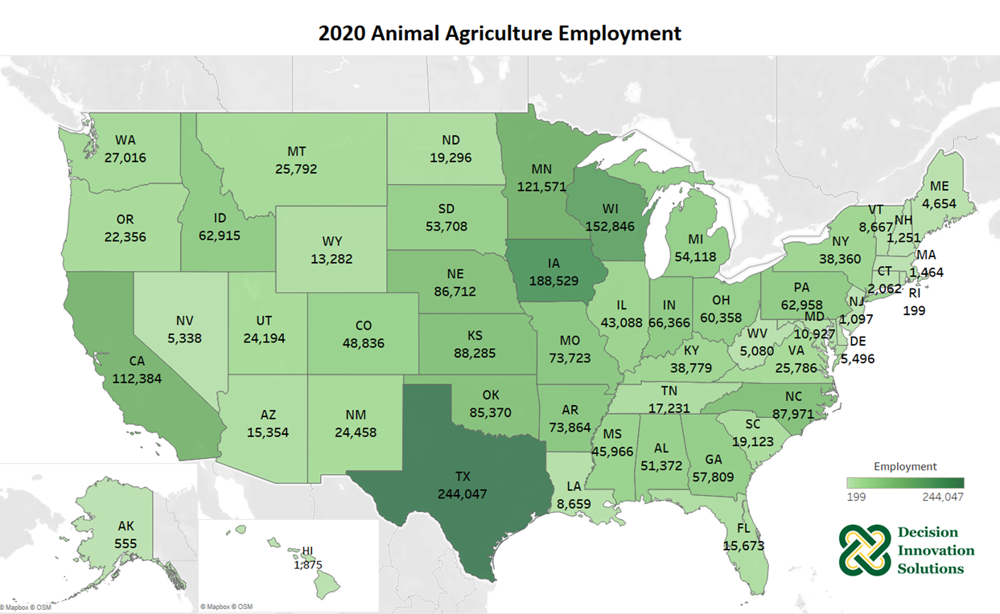 2020 Animal Agriculture Employment
WA
27,016
MT
25,792
ND
19,296
MN
121,571
ME
4,654
OR
22,356
ID
62,915
SD
53,708
WI
152,846
VT
8,667
NH
1,251
WY
13,282
MI
54,118
NY
38,360
MA
1,464
IA
188,529
NE
86,712
CT
2,062
RI
199
PA
62,958
NJ
1,097
NV
5,338
UT
24,194
CO
48,836
IL
43,088
IN
66,366
OH
60,358
MD
10,927
DE
5,496
WV
5,080
KS
88,285
MO
73,723
KY
38,779
VA
25,786
CA
112,384
TN
17,231
NC
87,971
OK
85,370
AR
73,864
AZ
15,354
NM
24,458
SC
19,123
MS
45,966
AL
51,372
GA
57,809
TX
244,047
LA
8,659
FL
15,673
AK
555
HI
1,875
Employment
199 244,047
Decision
Innovation
Solutions
© Mapbox © OSM
© Mapbox © OSM